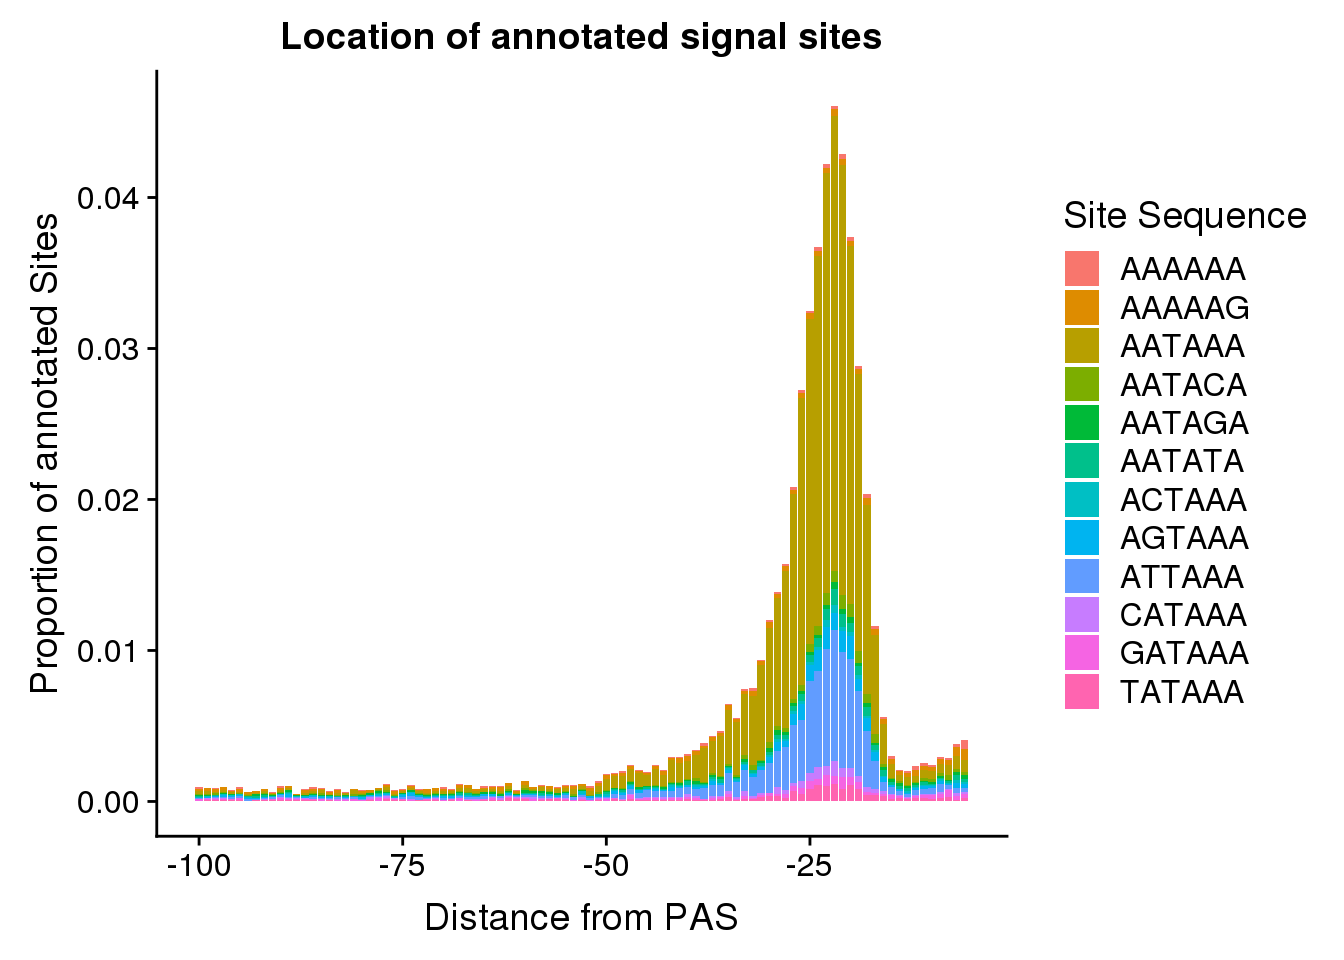 Location of annotated signal sites
Proportion of annotated Sites
0.04
0.03
0.02
0.01
0.00
-100
-75
-50
-25
Distance from PAS
Site Sequence
AAAAAA
AAAAAG
AATAAA
AATACA
AATAGA
AATATA
ACTAAA
AGTAAA
ATTAAA
CATAAA
GATAAA
TATAAA